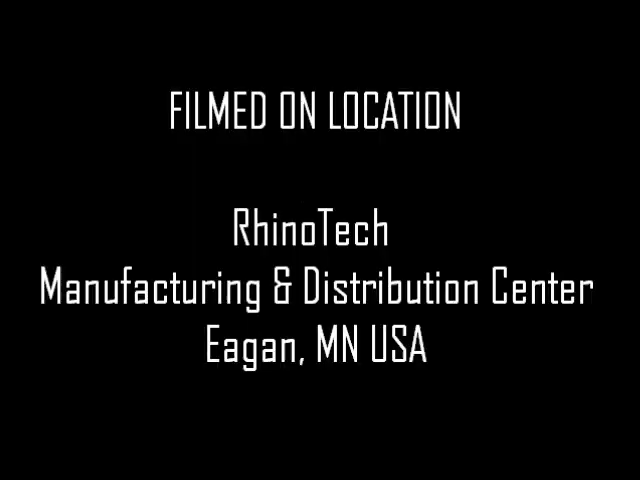 FILMED ON LOCATION
RhinoTech
Manufacturing & Distribution Center
Eagan, MN USA